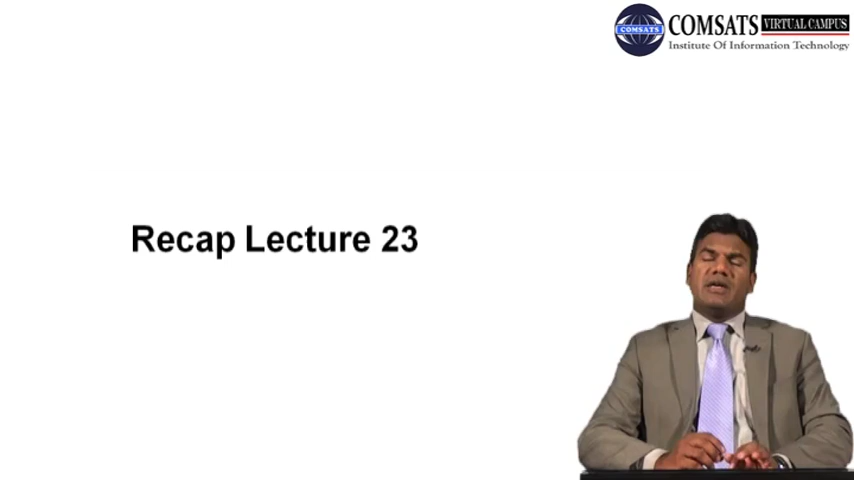 COMSATS VIRTUAL CAMPUS
Institute Of Information Technology
COMSATS
Recap Lecture 23